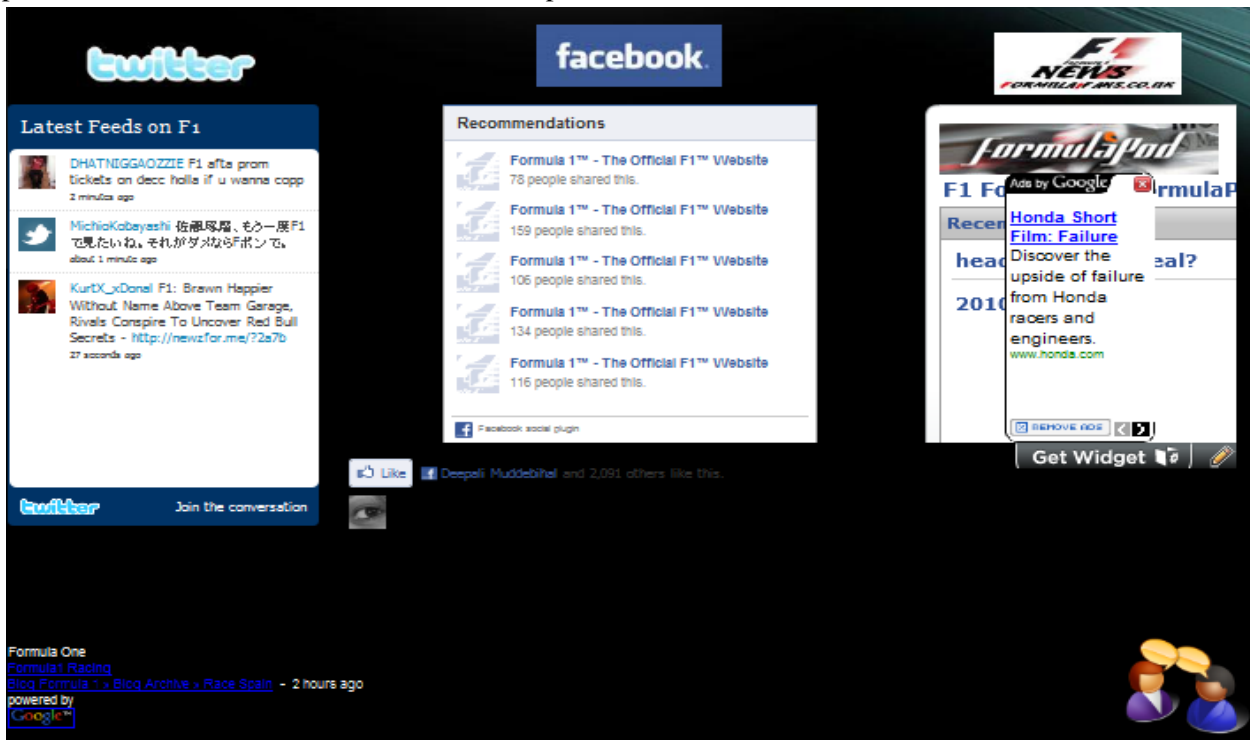 twitter
facebook
F1
FORMULA
NEWS
FORMULA1FANS.CO.UK
Latest Feeds on F1
DHATNIGGAOZZIE F1 afta prom
tickets on decc holla if u wanna copp
2 minutes ago
MichioKobayashi 佐藤琢磨、もう一度F1
で見たいね。それがダメならFポンで。
about 1 minute ago
KurtX_xDonal F1: Brawn Happier
Without Name Above Team Garage,
Rivals Conspire To Uncover Red Bull
Secrets - http://newzfor.me/?2a7b
27 seconds ago
twitter
Join the conversation
Recommendations
Formula 1™ - The Official F1™ Website
78 people shared this.
Formula 1™ - The Official F1™ Website
159 people shared this.
Formula 1™ - The Official F1™ Website
106 people shared this.
Formula 1™ - The Official F1™ Website
134 people shared this.
Formula 1™ - The Official F1™ Website
116 people shared this.
Facebook social plugin
Like
Deepali Muddebihal and 2,091 others like this.
FormulaPod
F1 Fo
rmulaP
Recen
head
eal?
2010
Ads by Google
Honda Short
Film: Failure
Discover the
upside of failure
from Honda
racers and
engineers.
www.honda.com
REMOVE ADS
Get Widget
Formula One
Formula1 Racing
Blog Formula 1 » Blog Archive » Race Spain - 2 hours ago
powered by
Google™